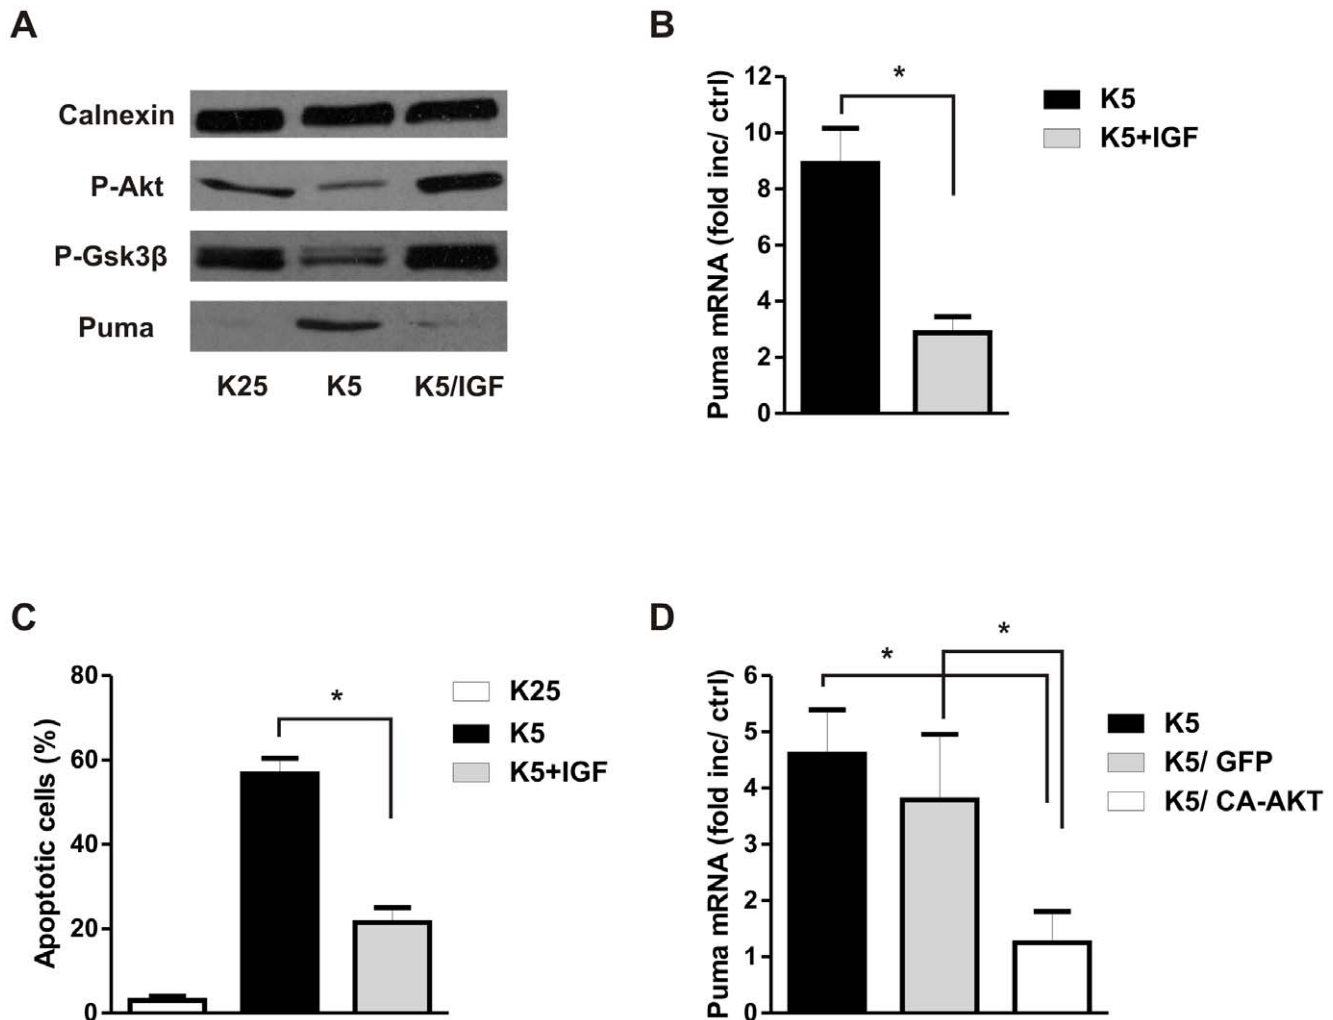 A
Calnexin
P-Akt
P-Gsk3β
Puma
K25 K5 K5/IGF
B
Puma mRNA (fold inc/ ctrl)
12
10
8
6
4
2
0
*
K5
K5+IGF
C
Apoptotic cells (%)
80
60
40
20
0
*
K25
K5
K5+IGF
D
Puma mRNA (fold inc/ ctrl)
6
5
4
3
2
1
0
*
*
K5
K5/ GFP
K5/ CA-AKT